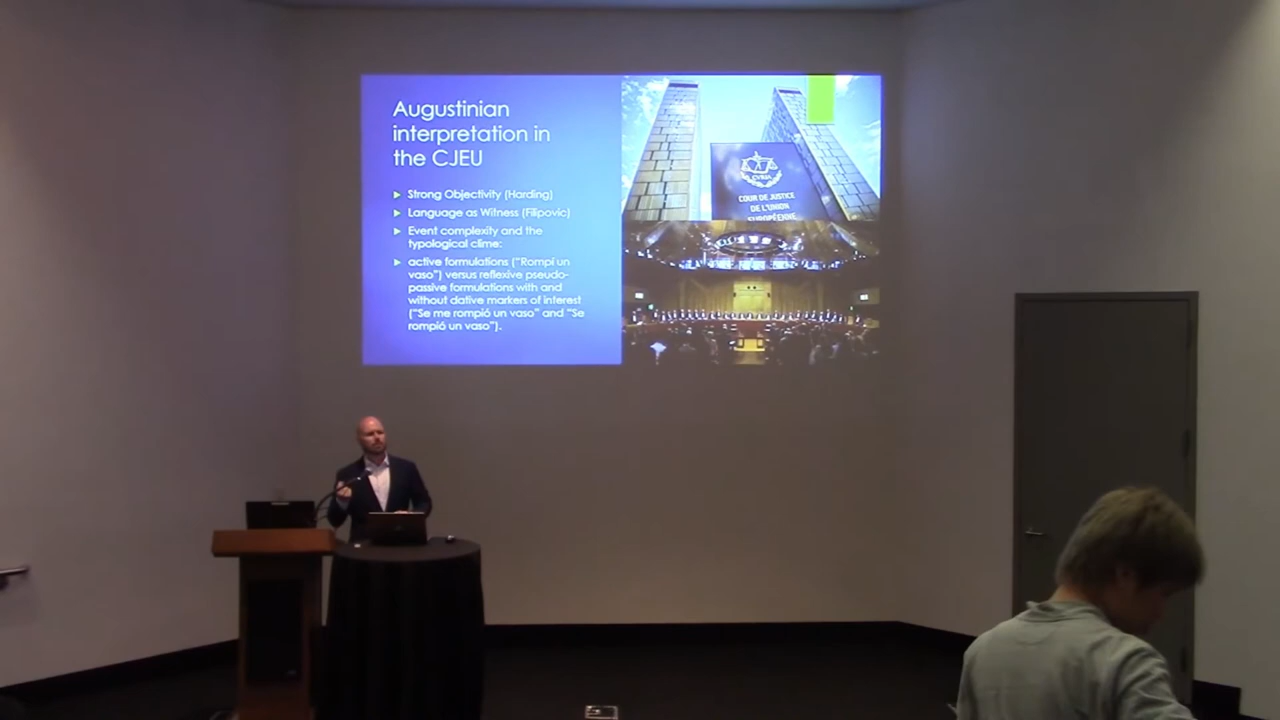 Augustinian
interpretation in
the CJEU
Strong Objectivity (Harding)
Language as Witness (Filipovic)
Event complexity and the
typological clime:
active formulations ("Rompí un
vaso") versus reflexive pseudo-
passive formulations with and
without dative markers of interest
("Se me rompió un vaso" and "Se
rompió un vaso").
CVRIA
COUR DE JUSTICE
DE L'UNION
EUROPÉENNE